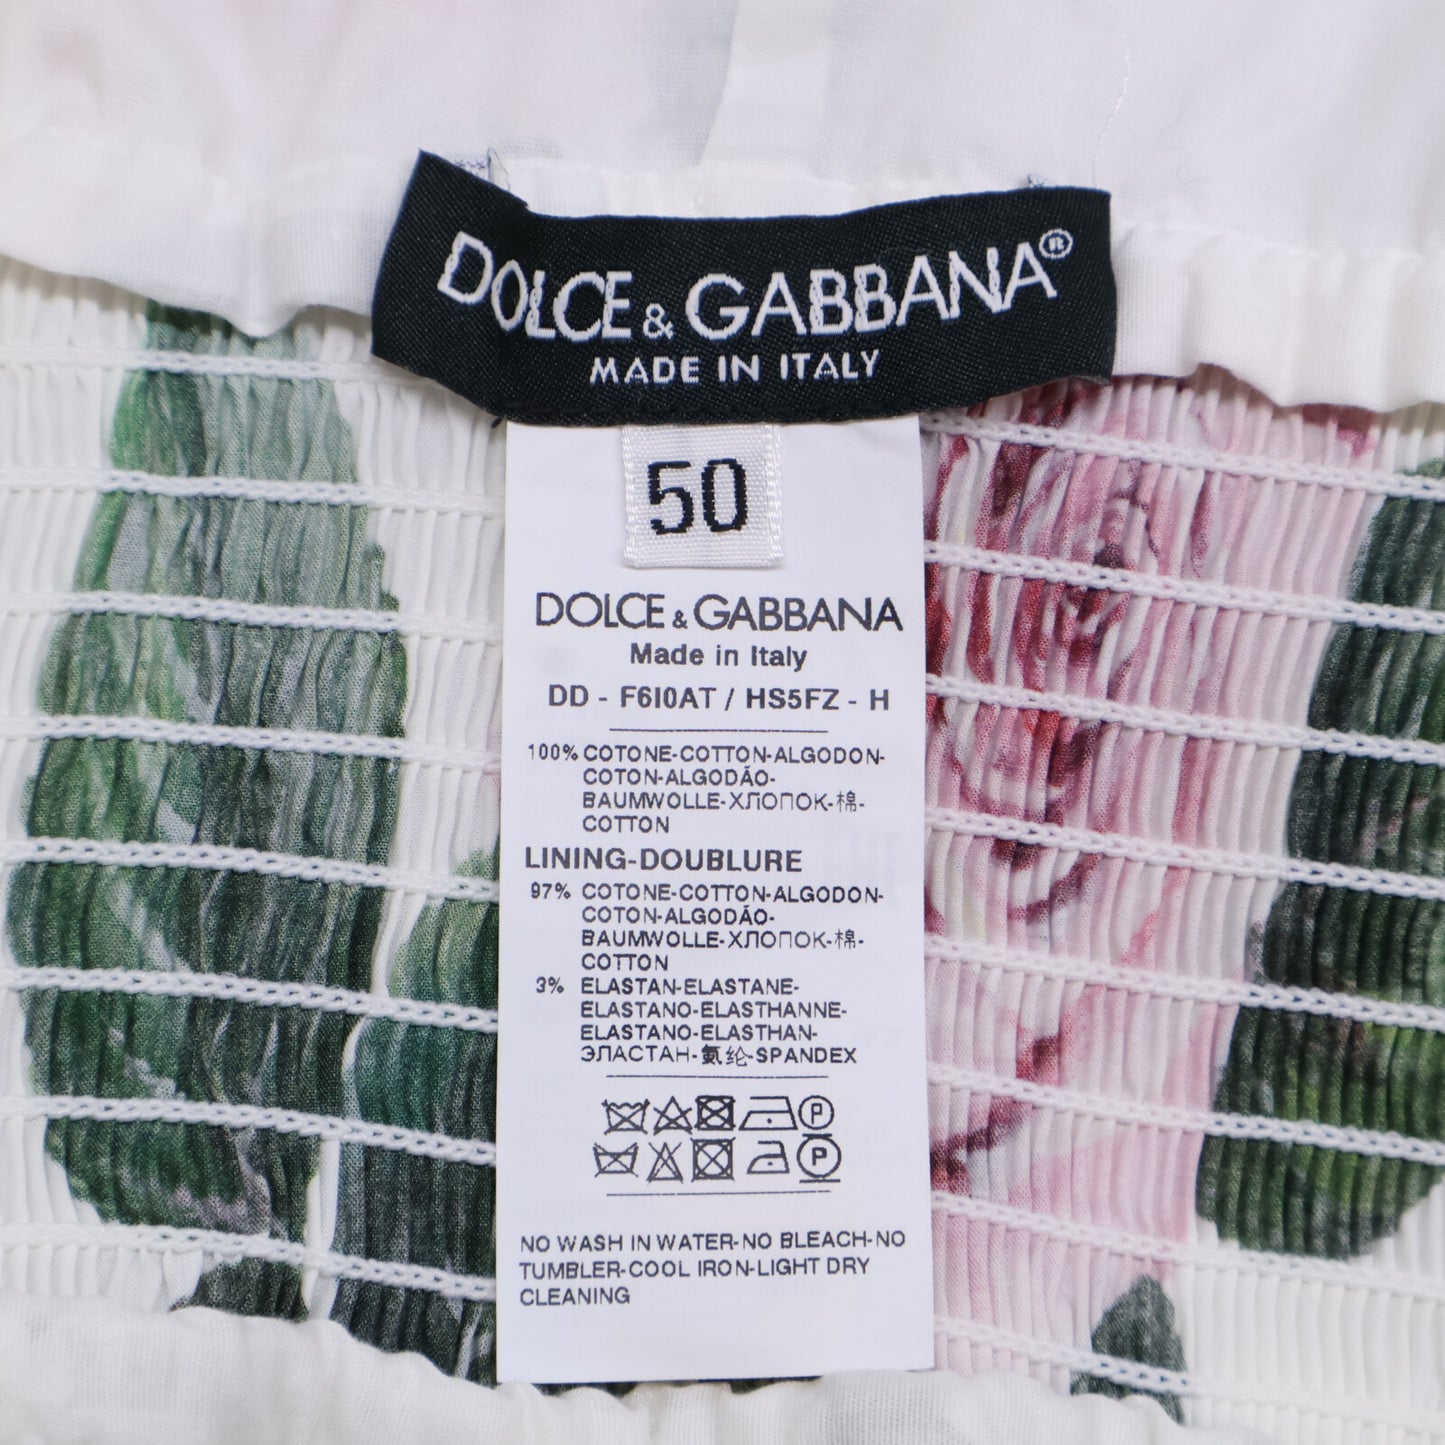 DOLCE & GABBANA®
MADE IN ITALY
50
DOLCE & GABBANA
Made in Italy
DD - F6I0AT / HS5FZ - H
100% COTONE-COTTON-ALGODON-
COTON-ALGODÃO-
BAUMWOLLE-ХЛОПОК-棉-
COTTON
LINING-DOUBLURE
97% COTONE-COTTON-ALGODON-
COTON-ALGODÃO-
BAUMWOLLE-ХЛОПОК-棉-
COTTON
3% ELASTAN-ELASTANE-
ELASTANO-ELASTHANNE-
ELASTANO-ELASTHAN-
ЭЛАСТАН-氨纶-SPANDEX
P
P
NO WASH IN WATER-NO BLEACH-NO
TUMBLER-COOL IRON-LIGHT DRY
CLEANING